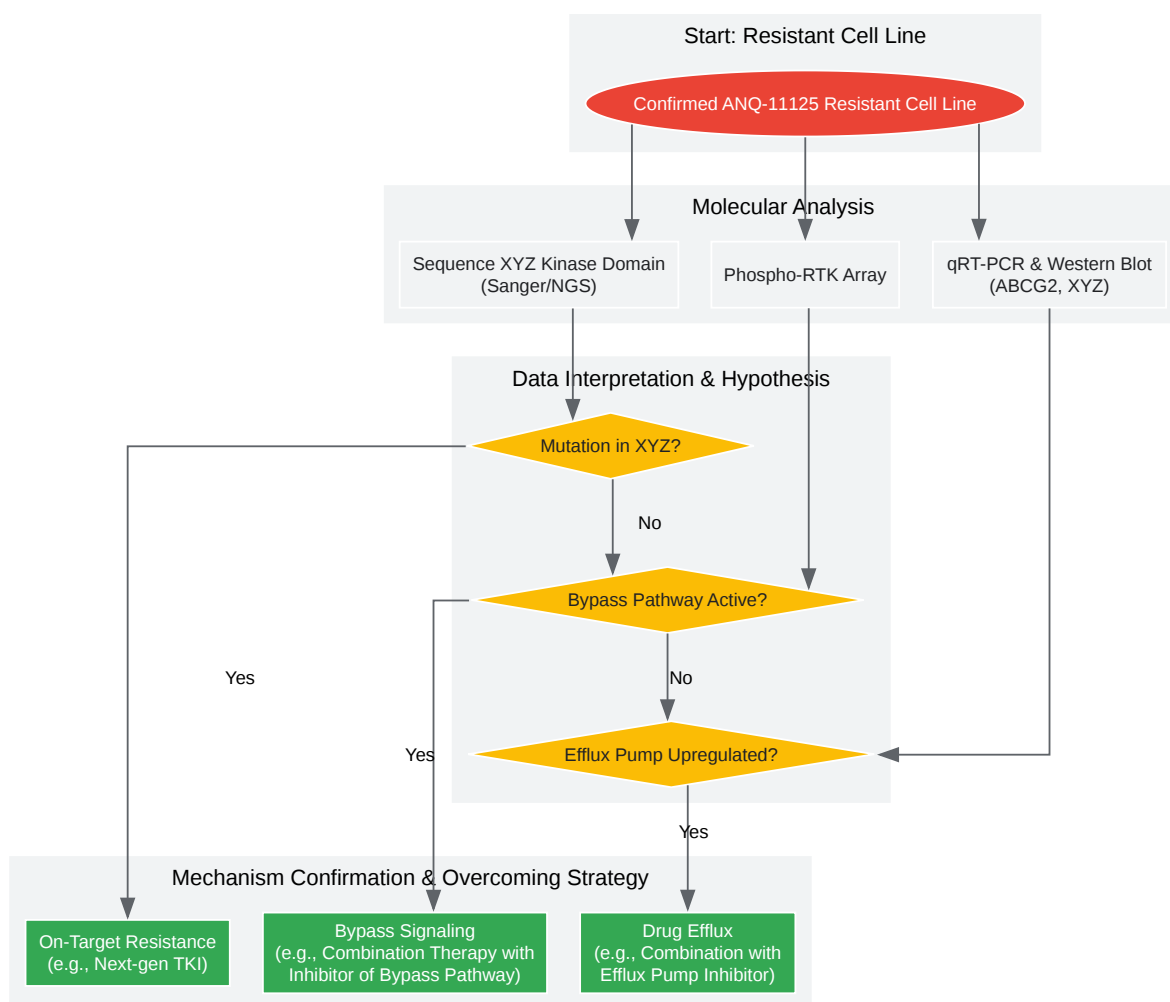 Start: Resistant Cell Line
Confirmed ANQ-11125 Resistant Cell Line
Molecular Analysis
Sequence XYZ Kinase Domain
(Sanger/NGS)
Phospho-RTK Array
qRT-PCR & Western Blot
(ABCG2, XYZ)
Data Interpretation & Hypothesis
Mutation in XYZ?
No
Bypass Pathway Active?
Yes
No
Yes
Efflux Pump Upregulated?
Yes
Mechanism Confirmation & Overcoming Strategy
On-Target Resistance
(e.g., Next-gen TKI)
Bypass Signaling
(e.g., Combination Therapy with
Inhibitor of Bypass Pathway)
Drug Efflux
(e.g., Combination with
Efflux Pump Inhibitor)